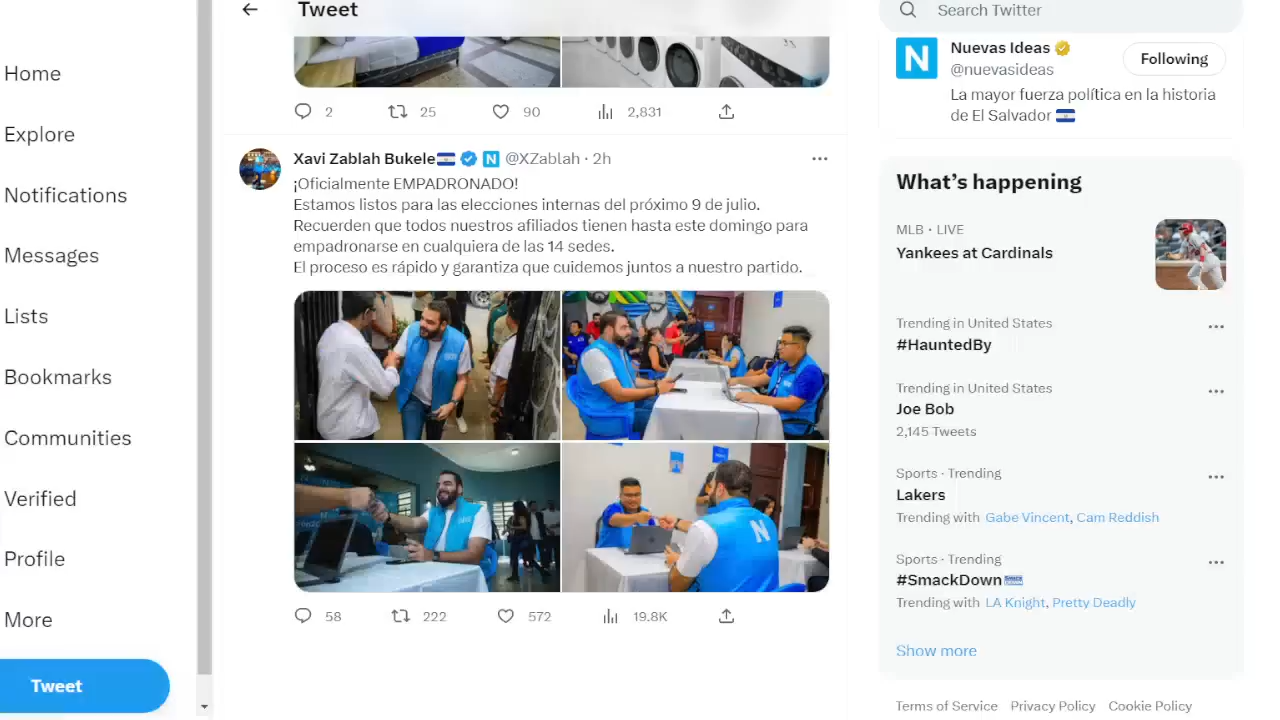 Home
Explore
Notifications
Messages
Lists
Bookmarks
Communities
Verified
Profile
More
Tweet
Tweet
2
25
90
2,831
Xavi Zablah Bukele N @XZablah · 2h
¡Oficialmente EMPADRONADO!
Estamos listos para las elecciones internas del próximo 9 de julio.
Recuerden que todos nuestros afiliados tienen hasta este domingo para
empadronarse en cualquiera de las 14 sedes.
El proceso es rápido y garantiza que cuidemos juntos a nuestro partido.
N
58
222
572
19.8K
Search Twitter
N
Nuevas Ideas
@nuevasideas
Following
La mayor fuerza política en la historia
de El Salvador
What's happening
MLB · LIVE
Yankees at Cardinals
Trending in United States
#HauntedBy
Trending in United States
Joe Bob
2,145 Tweets
Sports · Trending
Lakers
Trending with Gabe Vincent, Cam Reddish
Sports · Trending
#SmackDown
Trending with LA Knight, Pretty Deadly
Show more
Terms of Service Privacy Policy Cookie Policy